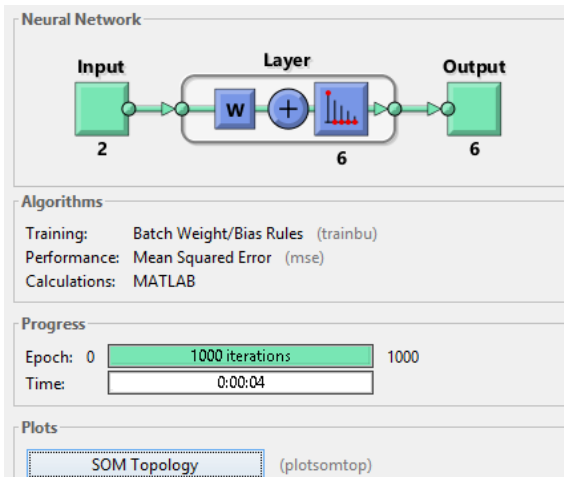 Neural Network
Layer
Input
Output
W
+
2
6
6
Algorithms
Training: Batch Weight/Bias Rules (trainbu)
Performance: Mean Squared Error (mse)
Calculations: MATLAB
Progress
Epoch: 0 1000 iterations 1000
Time: 0:00:04
Plots
SOM Topology (plotsomtop)